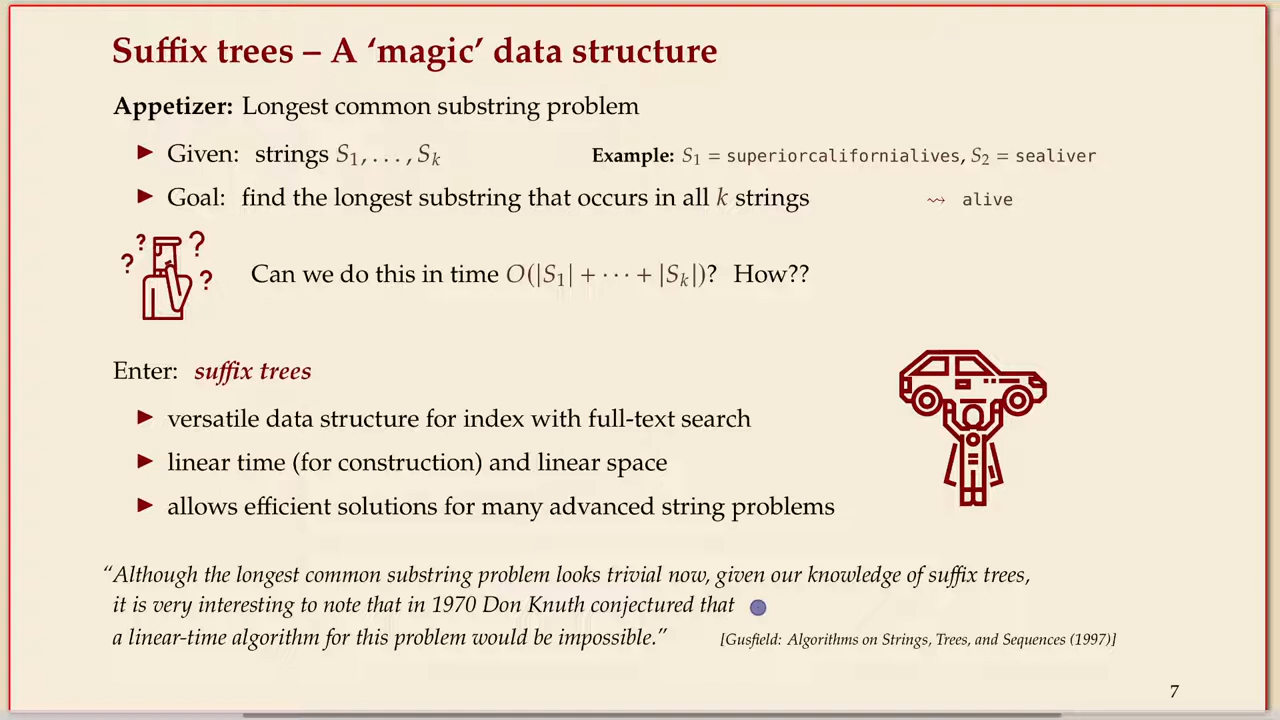 Suffix trees – A ‘magic’ data structure
Appetizer: Longest common substring problem
▶ Given: strings S₁, . . . , Sₖ Example: S₁ = superiorcalifornialives, S₂ = sealiver
▶ Goal: find the longest substring that occurs in all k strings ⇝ alive
? ? ? ?
Can we do this in time O(|S₁| + · · · + |Sₖ|)? How??
Enter: suffix trees
▶ versatile data structure for index with full-text search
▶ linear time (for construction) and linear space
▶ allows efficient solutions for many advanced string problems
“Although the longest common substring problem looks trivial now, given our knowledge of suffix trees,
it is very interesting to note that in 1970 Don Knuth conjectured that
a linear-time algorithm for this problem would be impossible.” [Gusfield: Algorithms on Strings, Trees, and Sequences (1997)]
7